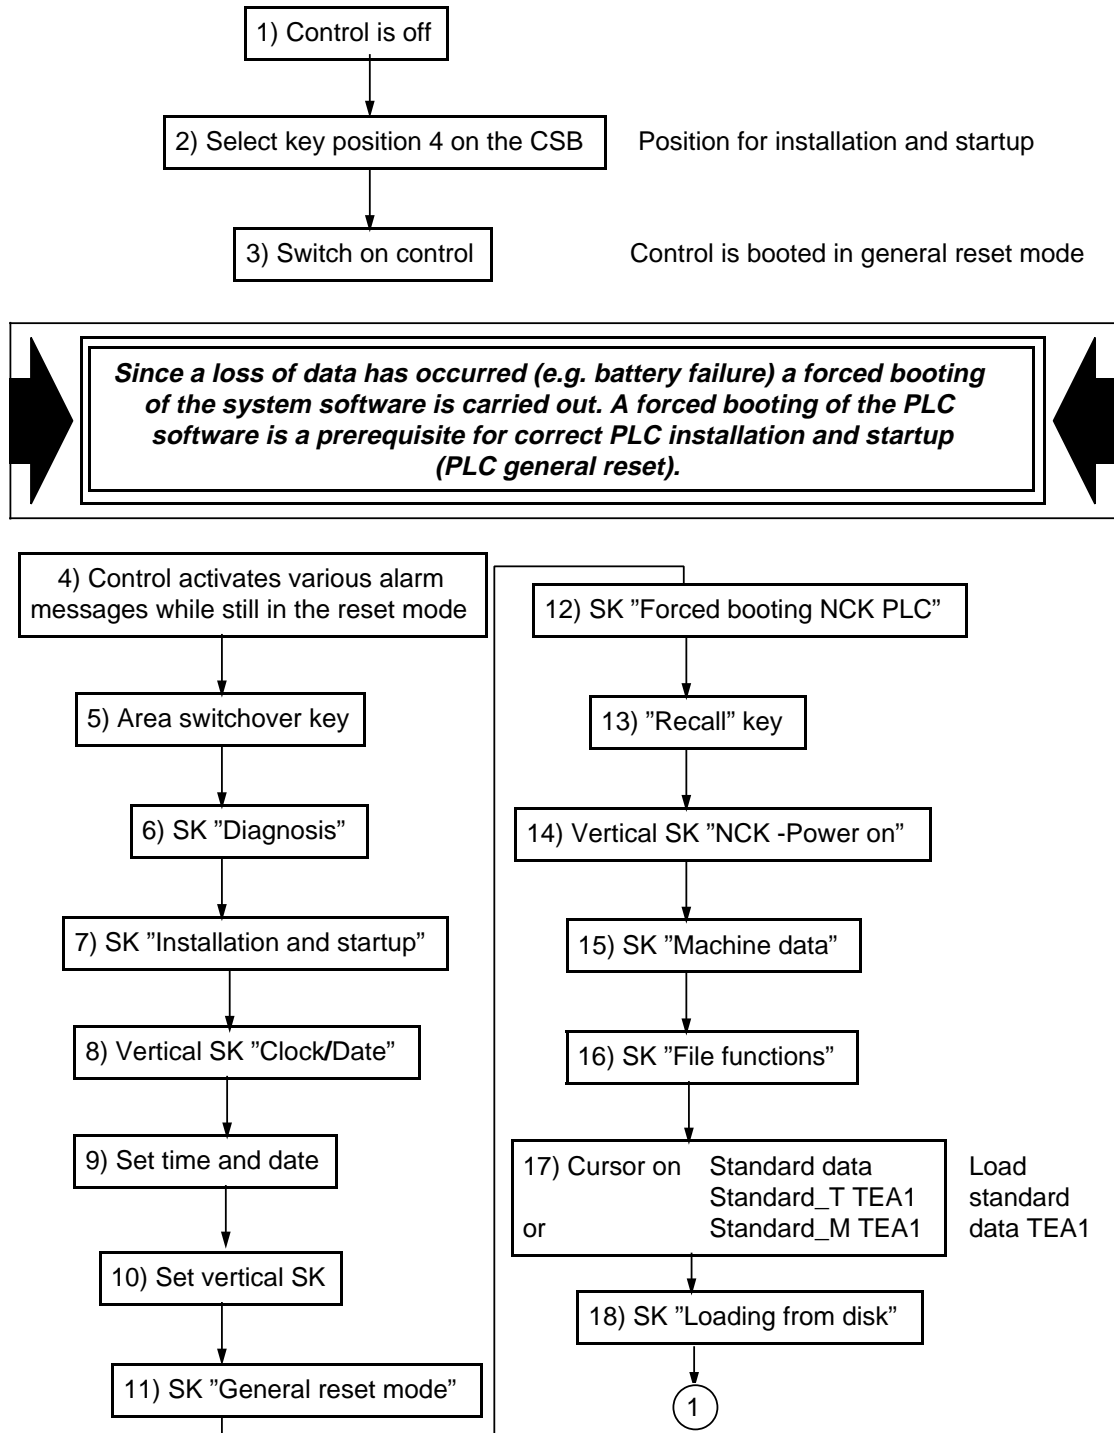 1) Control is off
2) Select key position 4 on the CSB
Position for installation and startup
3) Switch on control
Control is booted in general reset mode
Since a loss of data has occurred (e.g. battery failure) a forced booting
of the system software is carried out. A forced booting of the PLC
software is a prerequisite for correct PLC installation and startup
(PLC general reset).
4) Control activates various alarm
messages while still in the reset mode
5) Area switchover key
6) SK ”Diagnosis”
7) SK ”Installation and startup”
8) Vertical SK ”Clock/Date”
9) Set time and date
10) Set vertical SK
11) SK ”General reset mode”
12) SK ”Forced booting NCK PLC”
13) ”Recall” key
14) Vertical SK ”NCK -Power on”
15) SK ”Machine data”
16) SK ”File functions”
17) Cursor on Standard data
Standard_T TEA1
or Standard_M TEA1
Load
standard
data TEA1
18) SK ”Loading from disk”
1